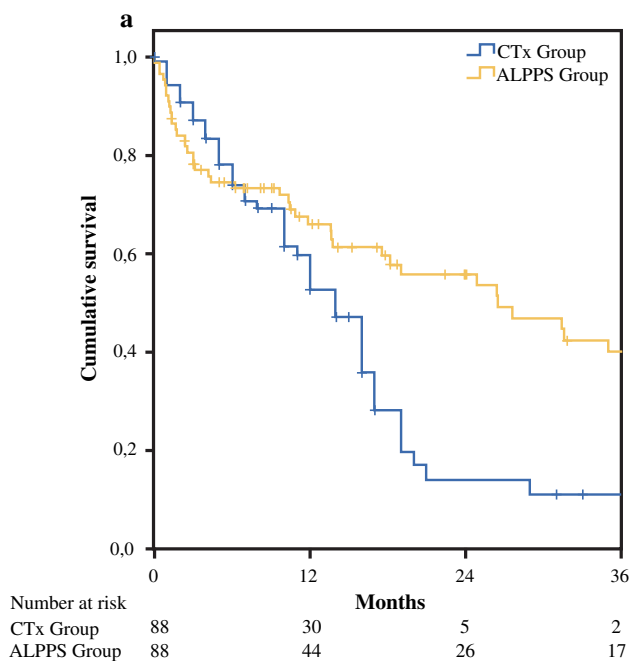 a
CTx Group
ALPPS Group
Cumulative survival
1,0
0,8
0,6
0,4
0,2
0,0
0 12 24 36
Months
Number at risk
CTx Group 88 30 5 2
ALPPS Group 88 44 26 17